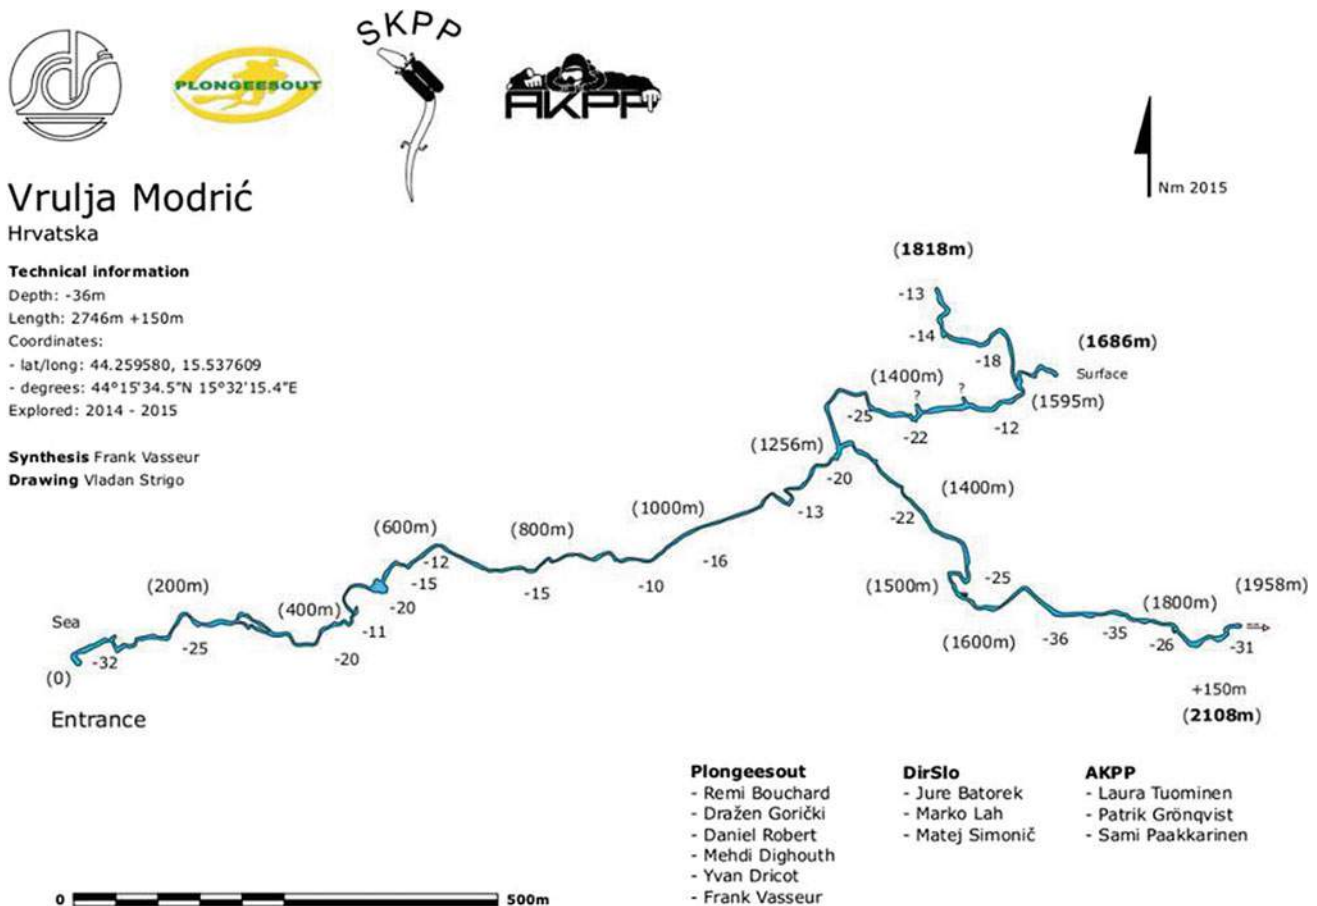 SKPP
PLONGEESOUT
AKPP
Vrulja Modrić
Hrvatska
Technical information
Depth: -36m
Length: 2746m +150m
Coordinates:
- lat/long: 44.259580, 15.537609
- degrees: 44°15'34.5"N 15°32'15.4"E
Explored: 2014 - 2015
Synthesis Frank Vasseur
Drawing Vladan Strigo
Nm 2015
(1818m)
-13
-14
-18
(1686m)
Surface
(1400m)
?
?
(1595m)
-25
-22
-12
(1256m)
-20
-13
(1400m)
-22
(1000m)
-16
(800m)
-10
(600m)
-12
-15
-15
-20
(200m)
(400m)
-11
-25
-20
Sea
-32
(0)
Entrance
(1500m)
-25
(1600m)
-36
-35
(1800m)
-26
(1958m)
-31
+150m
(2108m)
Plongeesout
- Remi Bouchard
- Dražen Gorički
- Daniel Robert
- Mehdi Dighouth
- Yvan Dricot
- Frank Vasseur
DirSlo
- Jure Batorek
- Marko Lah
- Matej Simonič
AKPP
- Laura Tuominen
- Patrik Grönqvist
- Sami Paakkarinen
0
500m